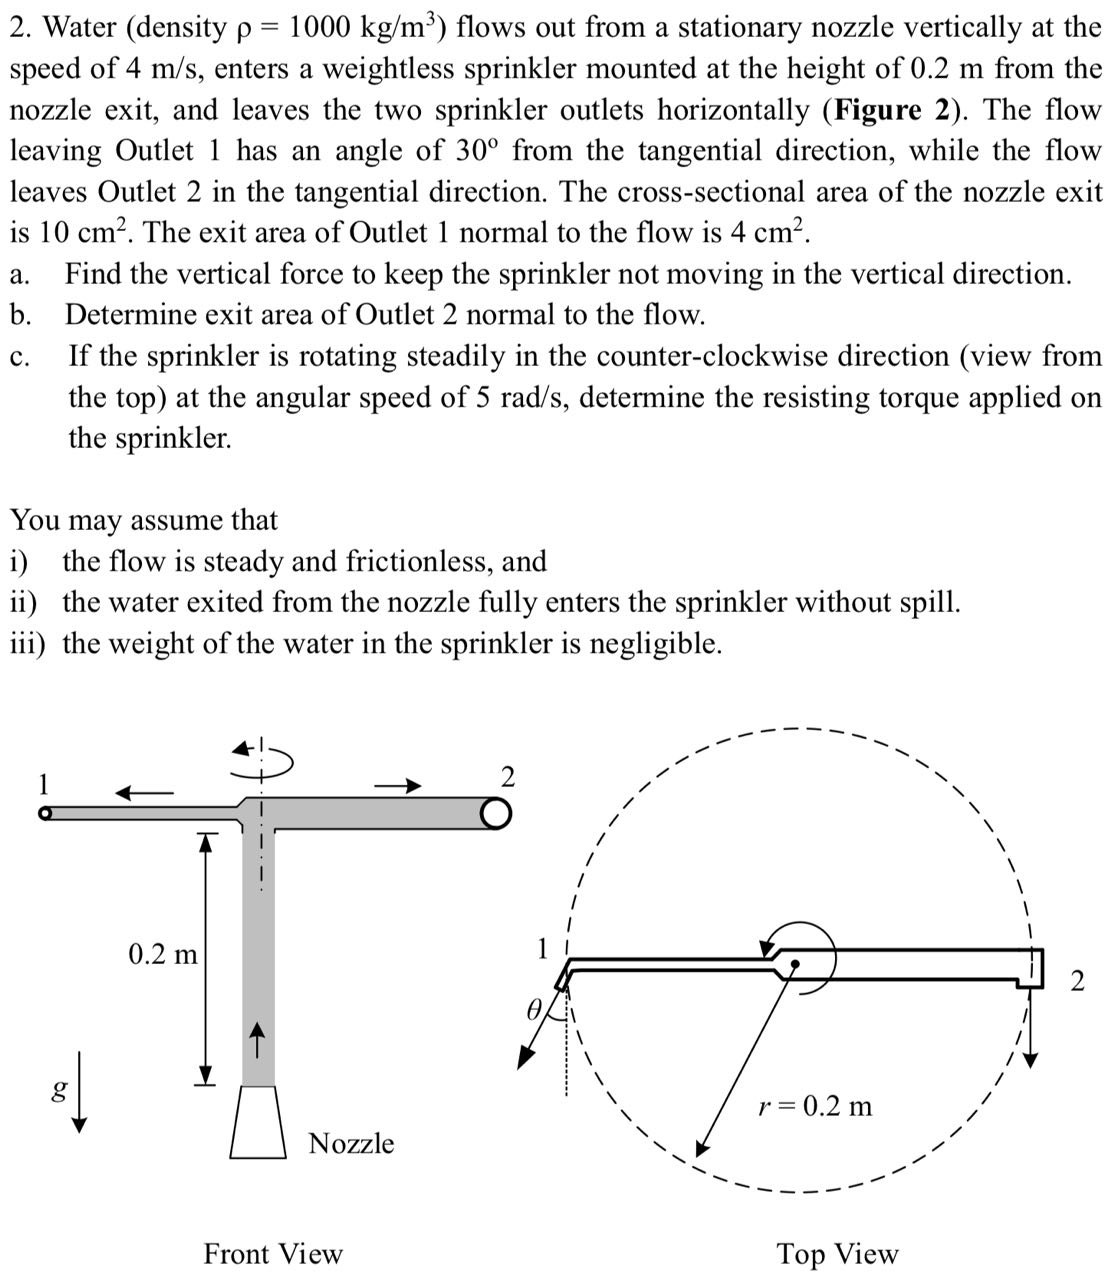 2. Water (density ρ = 1000 kg/m³) flows out from a stationary nozzle vertically at the
speed of 4 m/s, enters a weightless sprinkler mounted at the height of 0.2 m from the
nozzle exit, and leaves the two sprinkler outlets horizontally (Figure 2). The flow
leaving Outlet 1 has an angle of 30º from the tangential direction, while the flow
leaves Outlet 2 in the tangential direction. The cross-sectional area of the nozzle exit
is 10 cm². The exit area of Outlet 1 normal to the flow is 4 cm².
a. Find the vertical force to keep the sprinkler not moving in the vertical direction.
b. Determine exit area of Outlet 2 normal to the flow.
c. If the sprinkler is rotating steadily in the counter-clockwise direction (view from
the top) at the angular speed of 5 rad/s, determine the resisting torque applied on
the sprinkler.
You may assume that
i) the flow is steady and frictionless, and
ii) the water exited from the nozzle fully enters the sprinkler without spill.
iii) the weight of the water in the sprinkler is negligible.
1
2
0.2 m
g
Nozzle
Front View
1
2
θ
r = 0.2 m
Top View